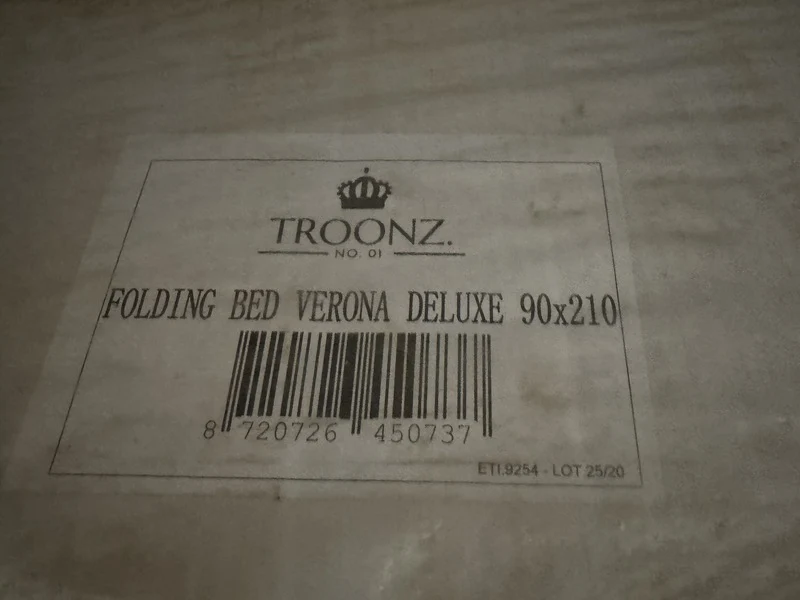 TROONZ.
NO. 01
FOLDING BED VERONA DELUXE 90x210
8 720726 450737
ETI.9254 - LOT 25/20